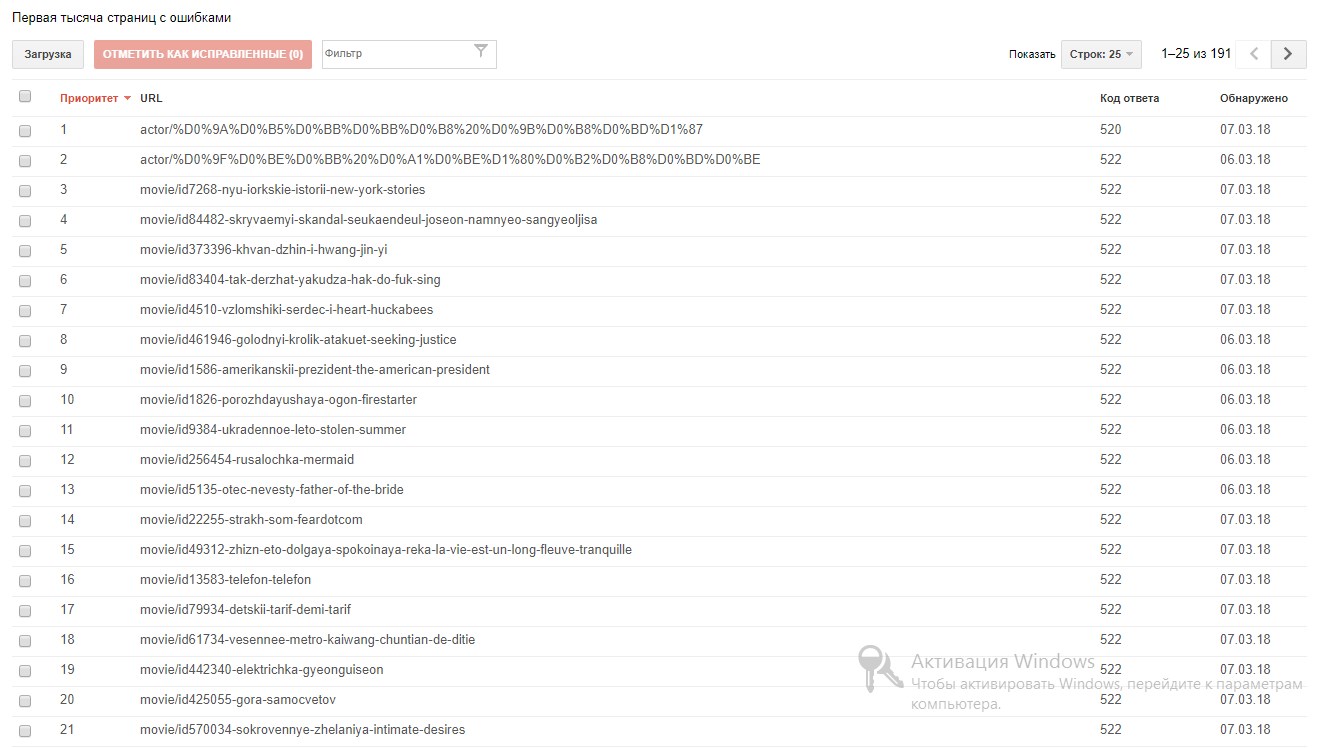 Первая тысяча страниц с ошибками
Загрузка ОТМЕТИТЬ КАК ИСПРАВЛЕННЫЕ (0) Фильтр Показать Строк: 25 1–25 из 191
Приоритет URL Код ответа Обнаружено
1 actor/%D0%9A%D0%B5%D0%BB%D0%BB%D0%B8%20%D0%9B%D0%B8%D0%BD%D1%87 520 07.03.18
2 actor/%D0%9F%D0%BE%D0%BB%20%D0%A1%D0%BE%D1%80%D0%B2%D0%B8%D0%BD%D0%BE 522 06.03.18
3 movie/id7268-nyu-iorkskie-istorii-new-york-stories 522 07.03.18
4 movie/id84482-skryvaemyi-skandal-seukaendeul-joseon-namnyeo-sangyeoljisa 522 07.03.18
5 movie/id373396-khvan-dzhin-i-hwang-jin-yi 522 07.03.18
6 movie/id83404-tak-derzhat-yakudza-hak-do-fuk-sing 522 07.03.18
7 movie/id4510-vzlomshiki-serdec-i-heart-huckabees 522 07.03.18
8 movie/id461946-golodnyi-krolik-atakuet-seeking-justice 522 06.03.18
9 movie/id1586-amerikanskii-prezident-the-american-president 522 06.03.18
10 movie/id1826-porozhdayushaya-ogon-firestarter 522 06.03.18
11 movie/id9384-ukradennoe-leto-stolen-summer 522 06.03.18
12 movie/id256454-rusalochka-mermaid 522 06.03.18
13 movie/id5135-otec-nevesty-father-of-the-bride 522 06.03.18
14 movie/id22255-strakh-som-feardotcom 522 07.03.18
15 movie/id49312-zhizn-eto-dolgaya-spokoinaya-reka-la-vie-est-un-long-fleuve-tranquille 522 07.03.18
16 movie/id13583-telefon-telefon 522 07.03.18
17 movie/id79934-detskii-tarif-demi-tarif 522 07.03.18
18 movie/id61734-vesennee-metro-kaiwang-chuntian-de-ditie 522 07.03.18
19 movie/id442340-elektrichka-gyeonguiseon 522 07.03.18
20 movie/id425055-gora-samocvetov 522 07.03.18
21 movie/id570034-sokrovennye-zhelaniya-intimate-desires 522 07.03.18
Активация Windows
Чтобы активировать Windows, перейдите к параметрам
компьютера.